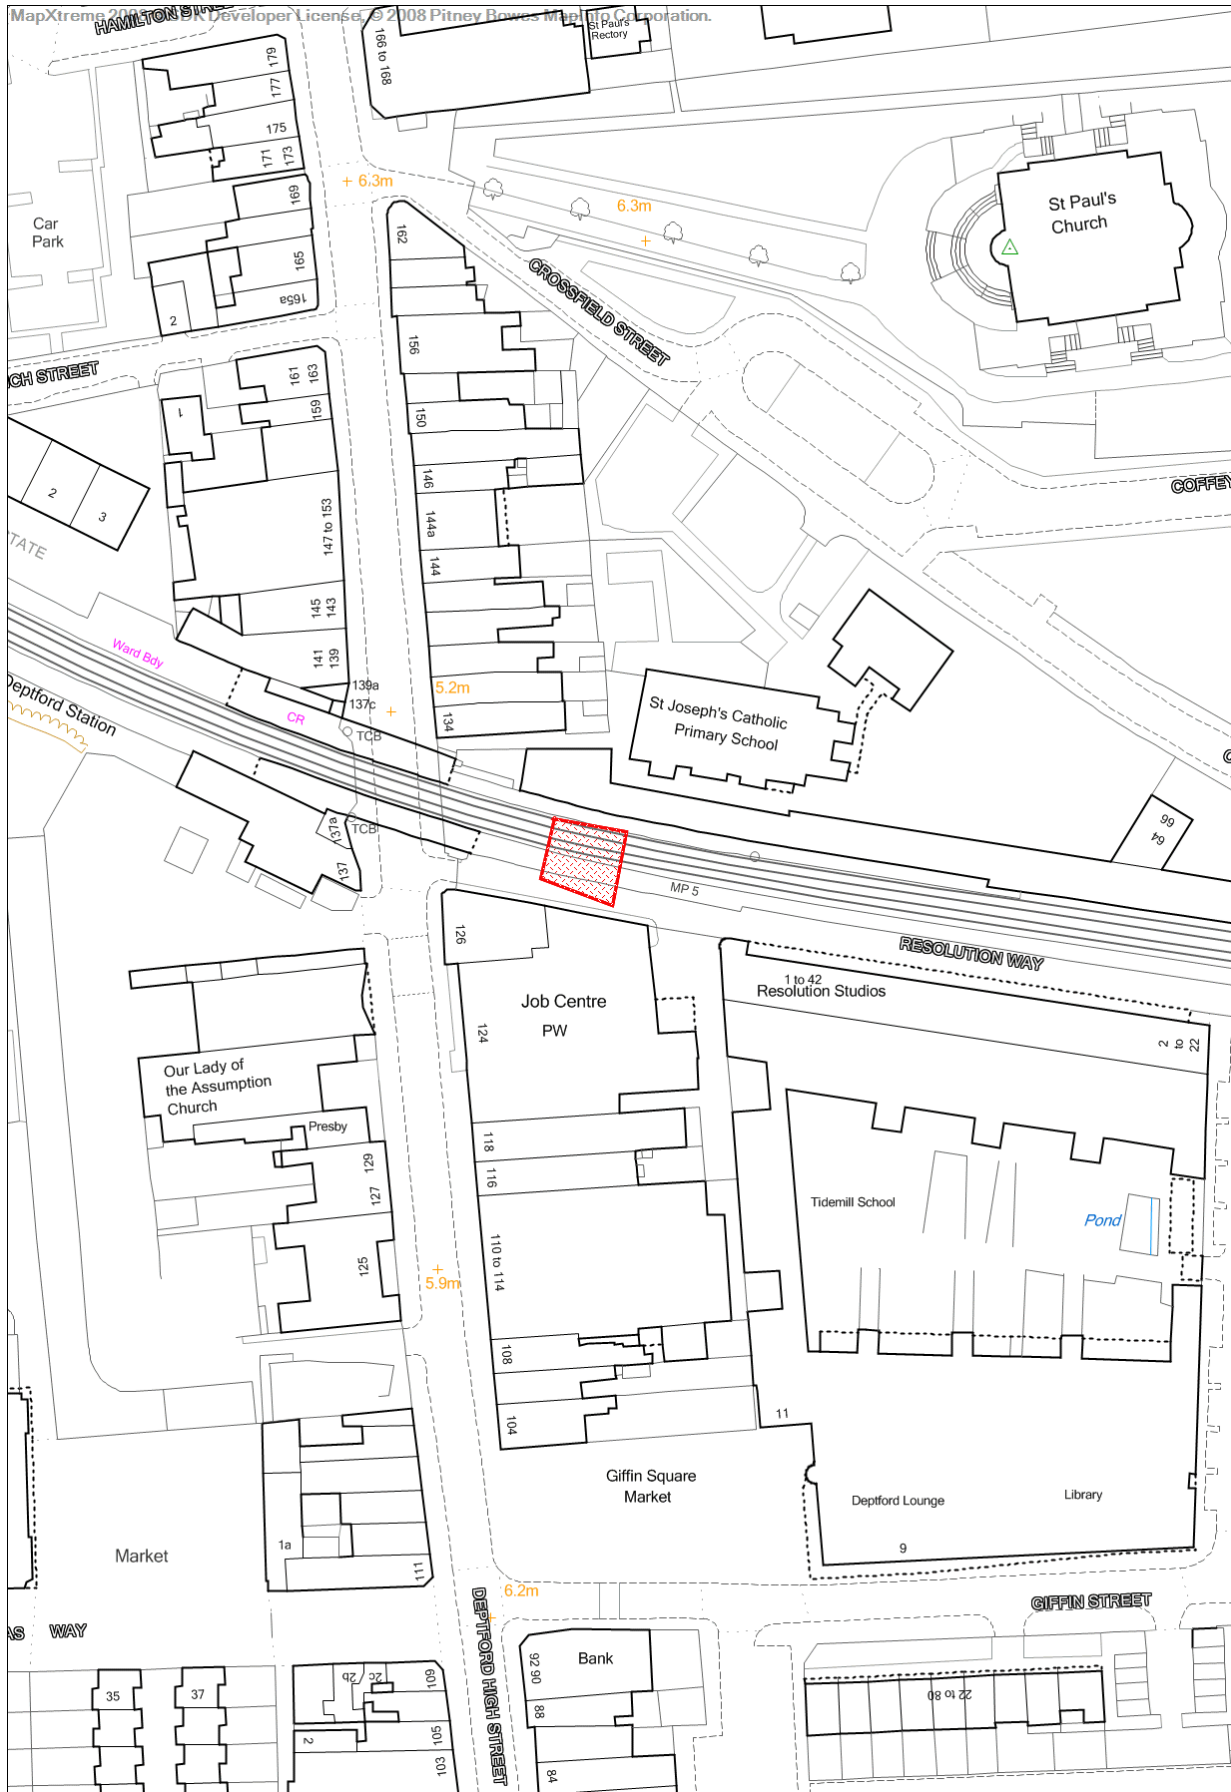 MapXtreme 200 DK Developer License, © 2008 Pitney Bowes MapInfo Corporation.
HAMILTON STREE
St Paul's
Rectory
166 to 168
179
177
175
173
171
169
165
165a
2
Car
Park
6.3m
6.3m
162
St Paul's
Church
CROSSFIELD STREET
156
ICH STREET
161
163
159
1
150
146
144a
144
2
3
TATE
147 to 153
COFFEY
145
143
141
139
139a
137c
Ward Bdy
CR
TCB
5.2m
134
Deptford Station
St Joseph's Catholic
Primary School
66
64
137a
TCB
137
MP 5
126
RESOLUTION WAY
1 to 42
Resolution Studios
Job Centre
PW
124
2 to 22
Our Lady of
the Assumption
Church
Presby
118
116
129
127
Tidemill School
Pond
110 to 114
125
5.9m
108
104
11
Giffin Square
Market
Deptford Lounge
Library
9
1a
Market
111
6.2m
GIFFIN STREET
AS WAY
DEPTFORD HIGH STREET
92 90
Bank
88
84
22 to 80
35
37
2b
2c
109
105
103
2